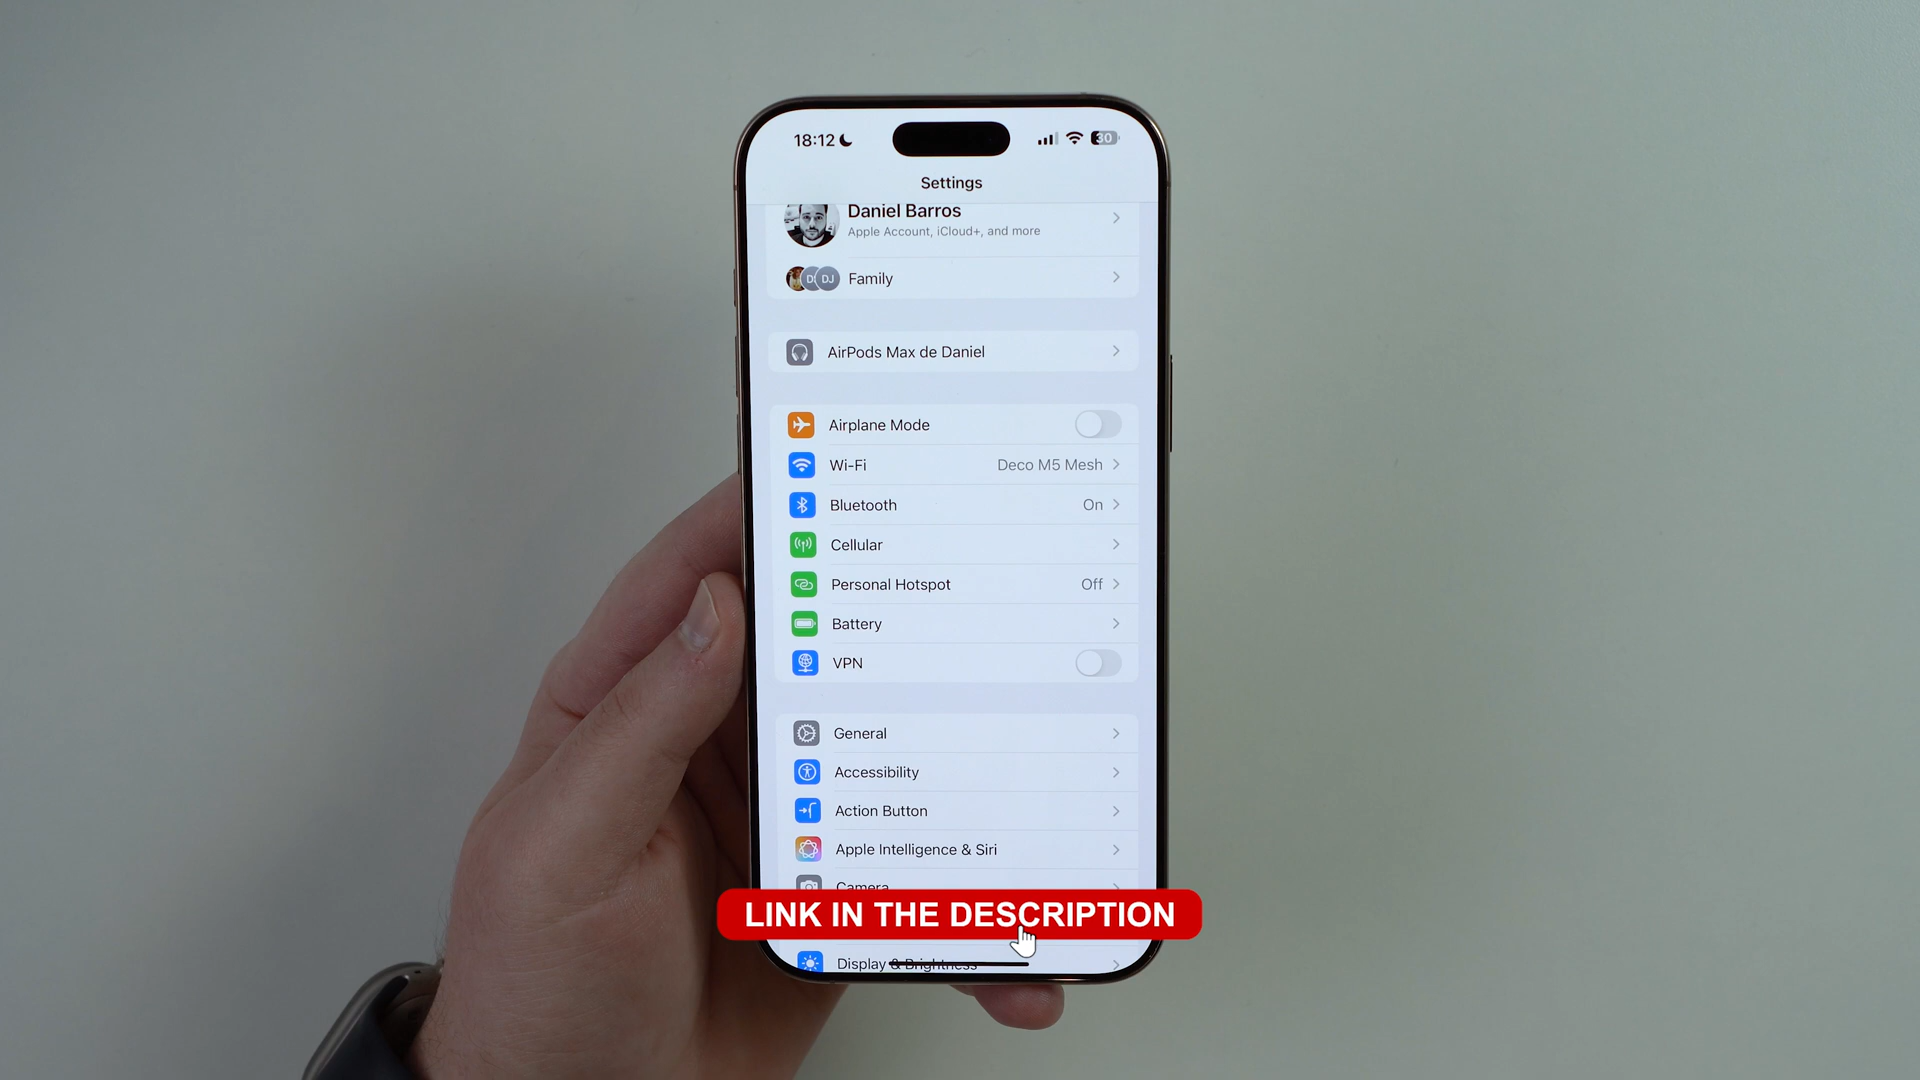 18:12
30
Settings
Daniel Barros
Apple Account, iCloud+, and more
DJ
Family
AirPods Max de Daniel
Airplane Mode
Wi-Fi Deco M5 Mesh
Bluetooth On
Cellular
Personal Hotspot Off
Battery
VPN
General
Accessibility
Action Button
Apple Intelligence & Siri
Camera
LINK IN THE DESCRIPTION
Display & Brightness